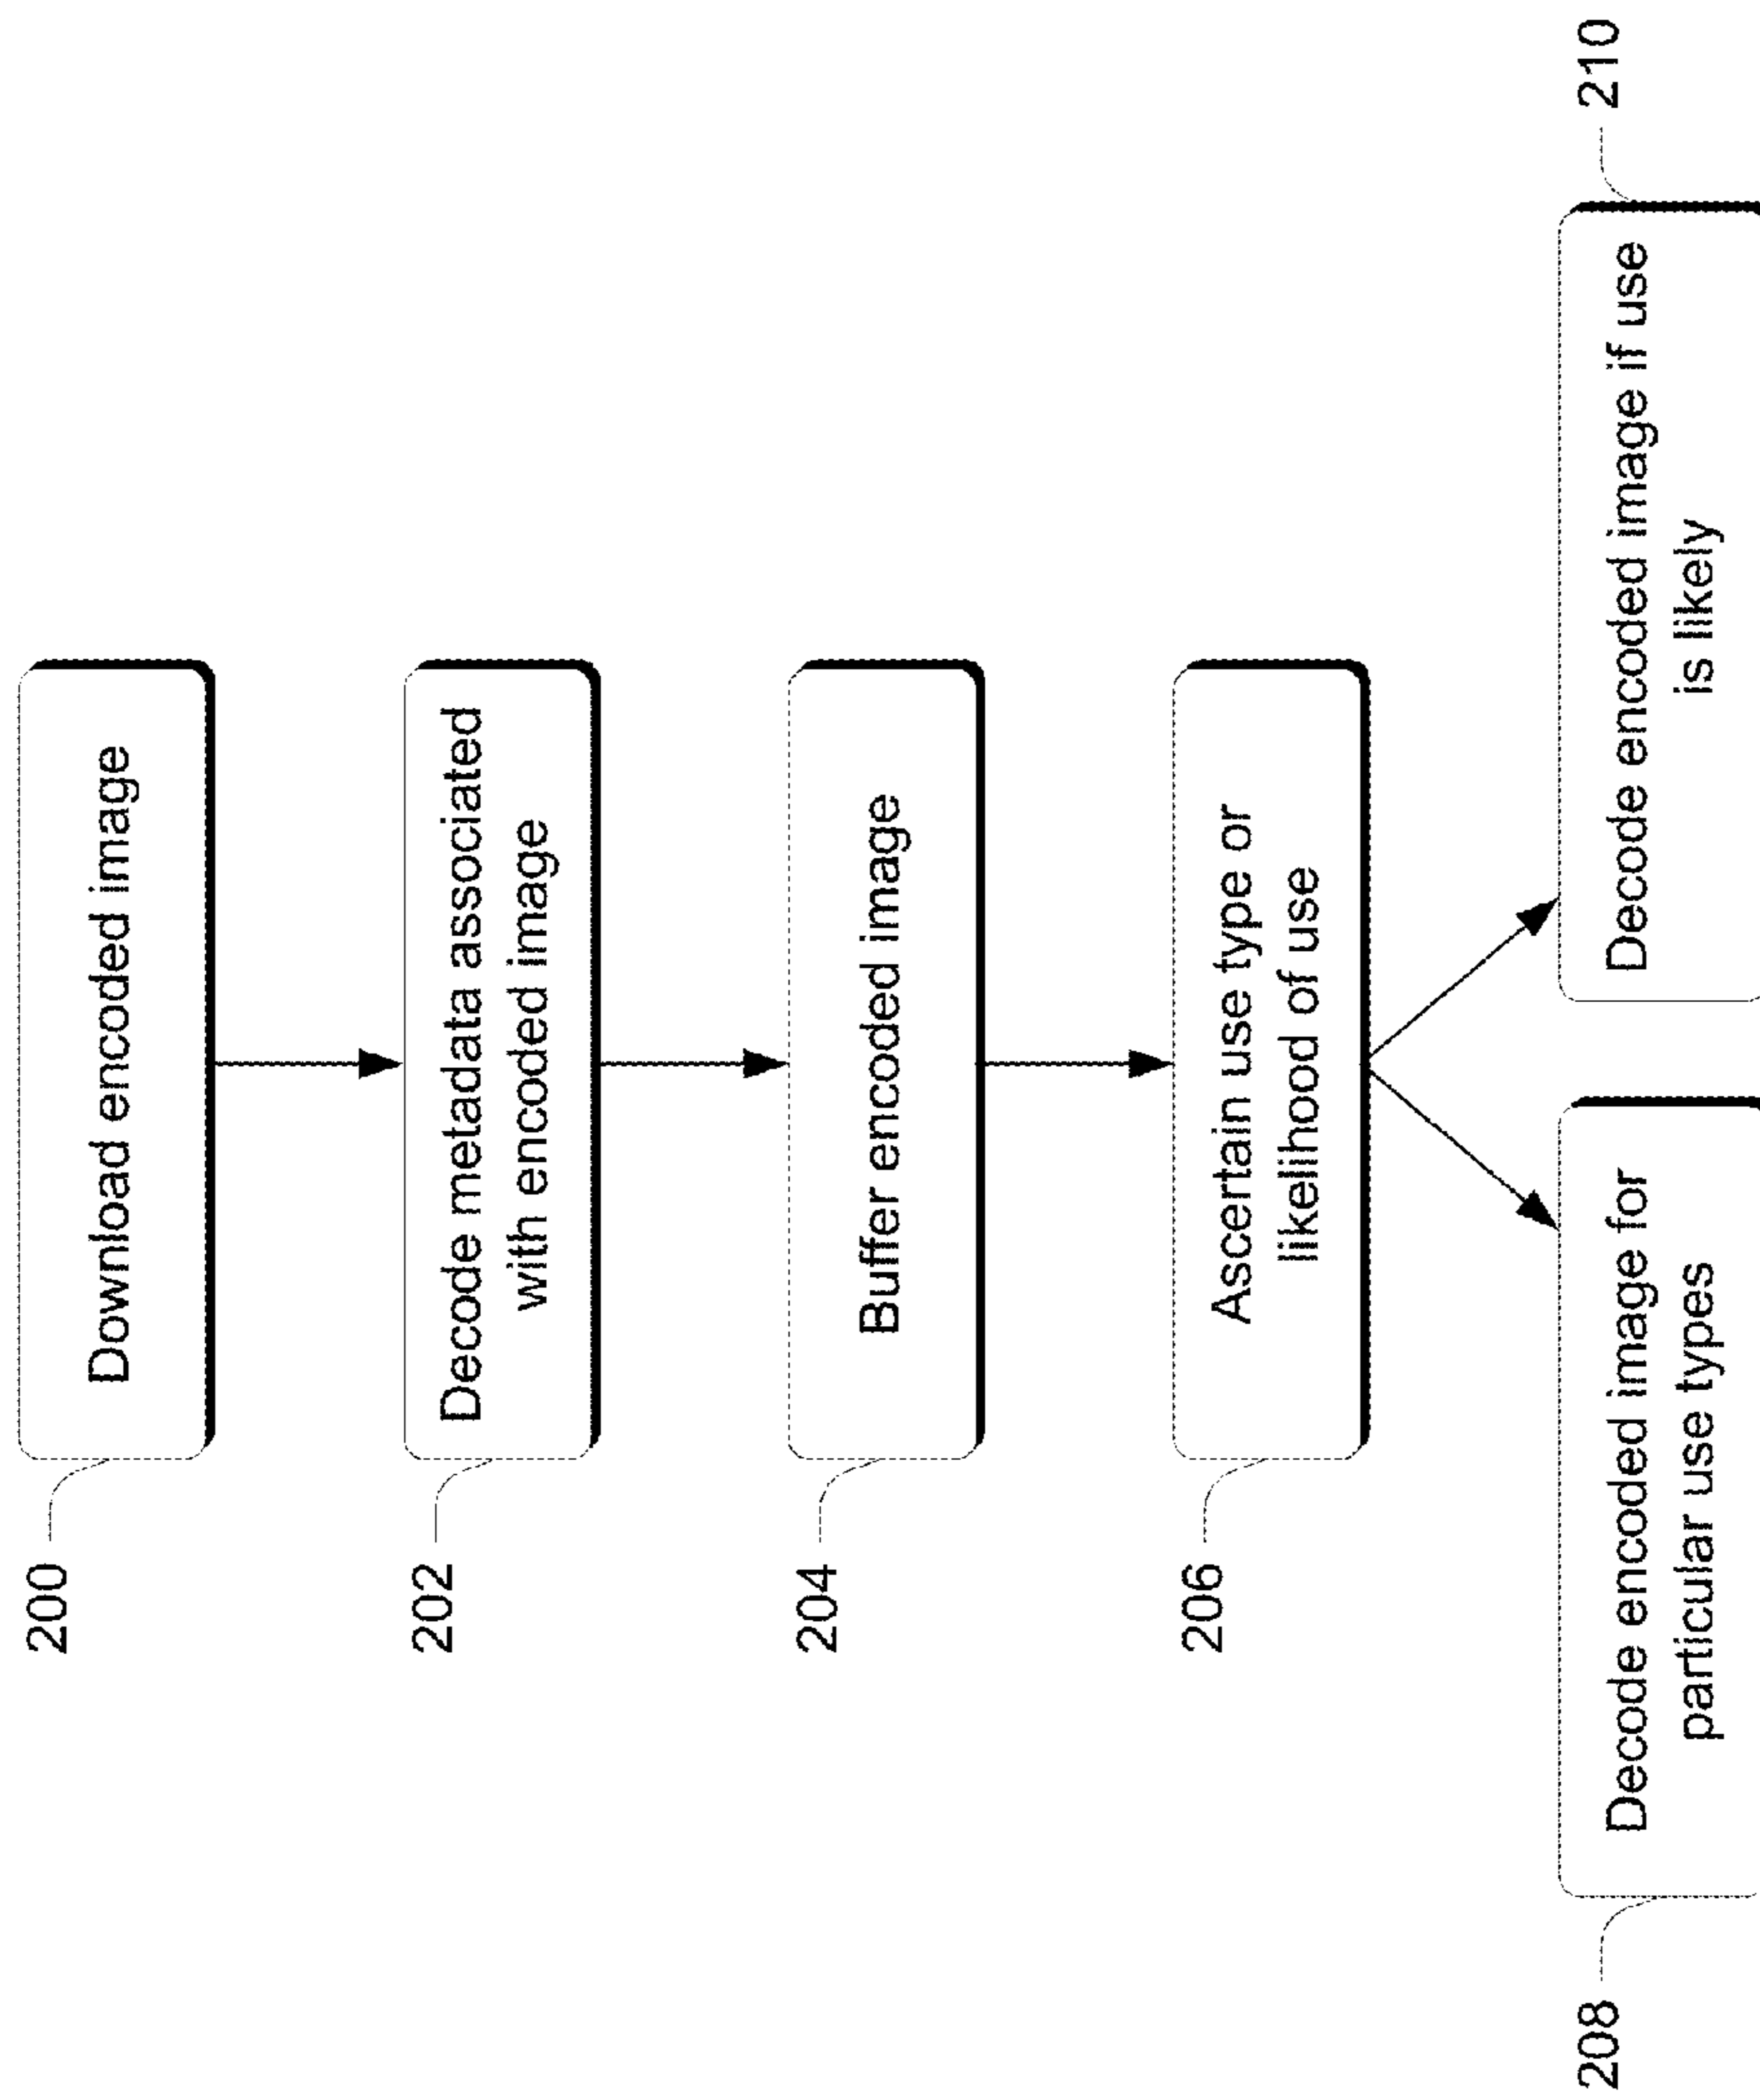 200
Download encoded image
202
Decode metadata associated
with encoded image
204
Buffer encoded image
206
Ascertain use type or
likelihood of use
208
Decode encoded image for
particular use types
210
Decode encoded image if use
is likely